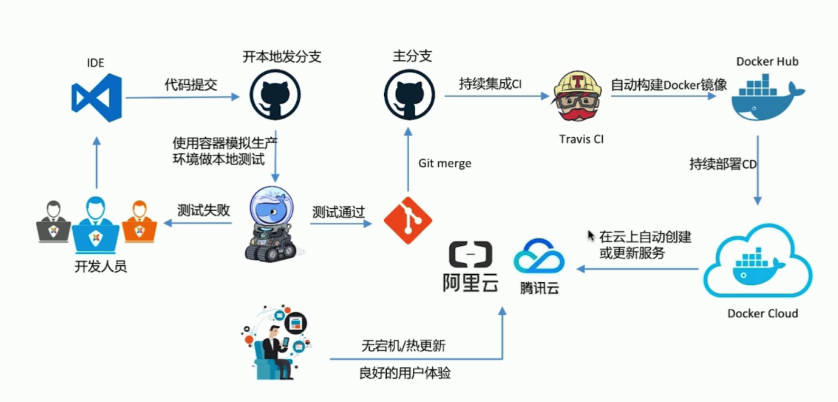 IDE
开本地发分支
主分支
Docker Hub
代码提交
持续集成CI
自动构建Docker镜像
Travis CI
使用容器模拟生产
环境做本地测试
Git merge
持续部署CD
测试失败
测试通过
开发人员
在云上自动创建
或更新服务
阿里云
腾讯云
Docker Cloud
无宕机/热更新
良好的用户体验